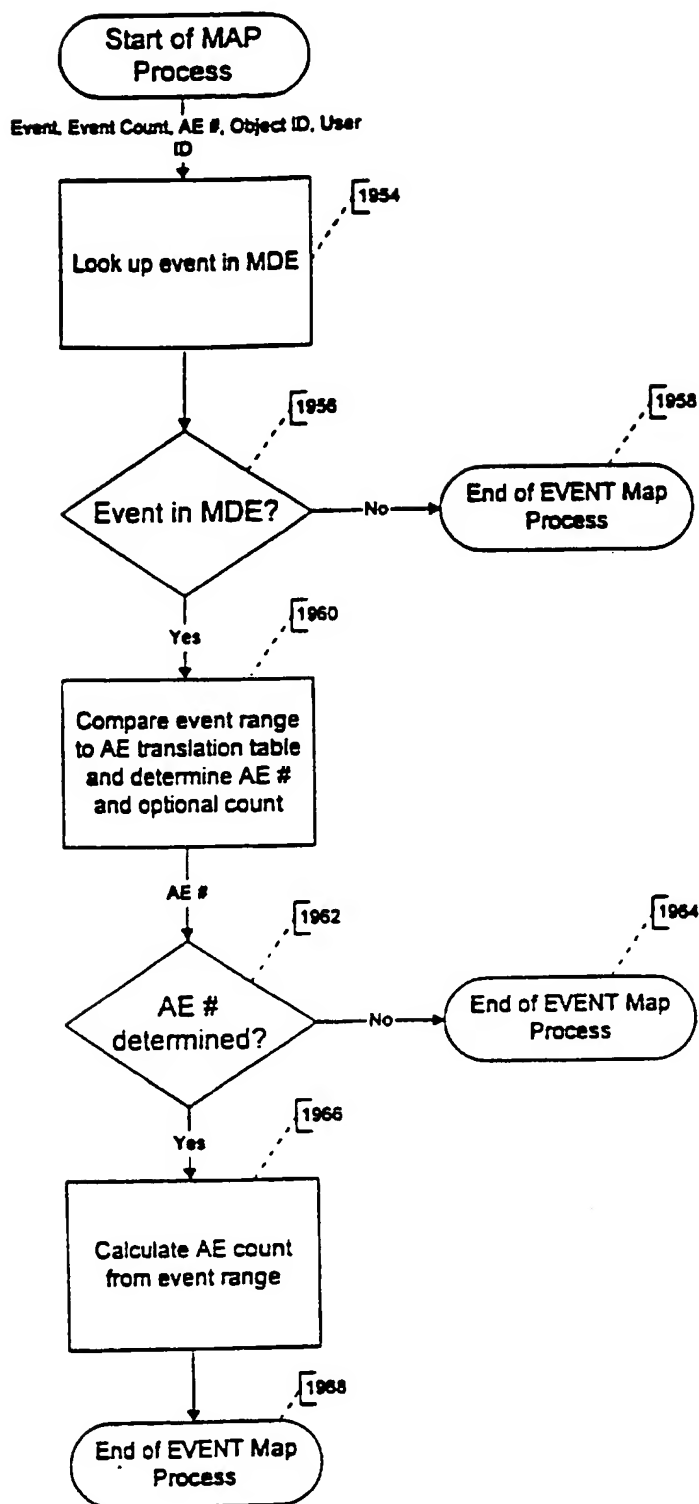 Start of MAP
Process
Event, Event Count, AE #, Object ID, User
ID
1954
Look up event in MDE
1956
1958
Event in MDE?
No
End of EVENT Map
Process
Yes
1960
Compare event range
to AE translation table
and determine AE #
and optional count
AE #
1962
1964
AE #
determined?
No
End of EVENT Map
Process
Yes
1966
Calculate AE count
from event range
1968
End of EVENT Map
Process